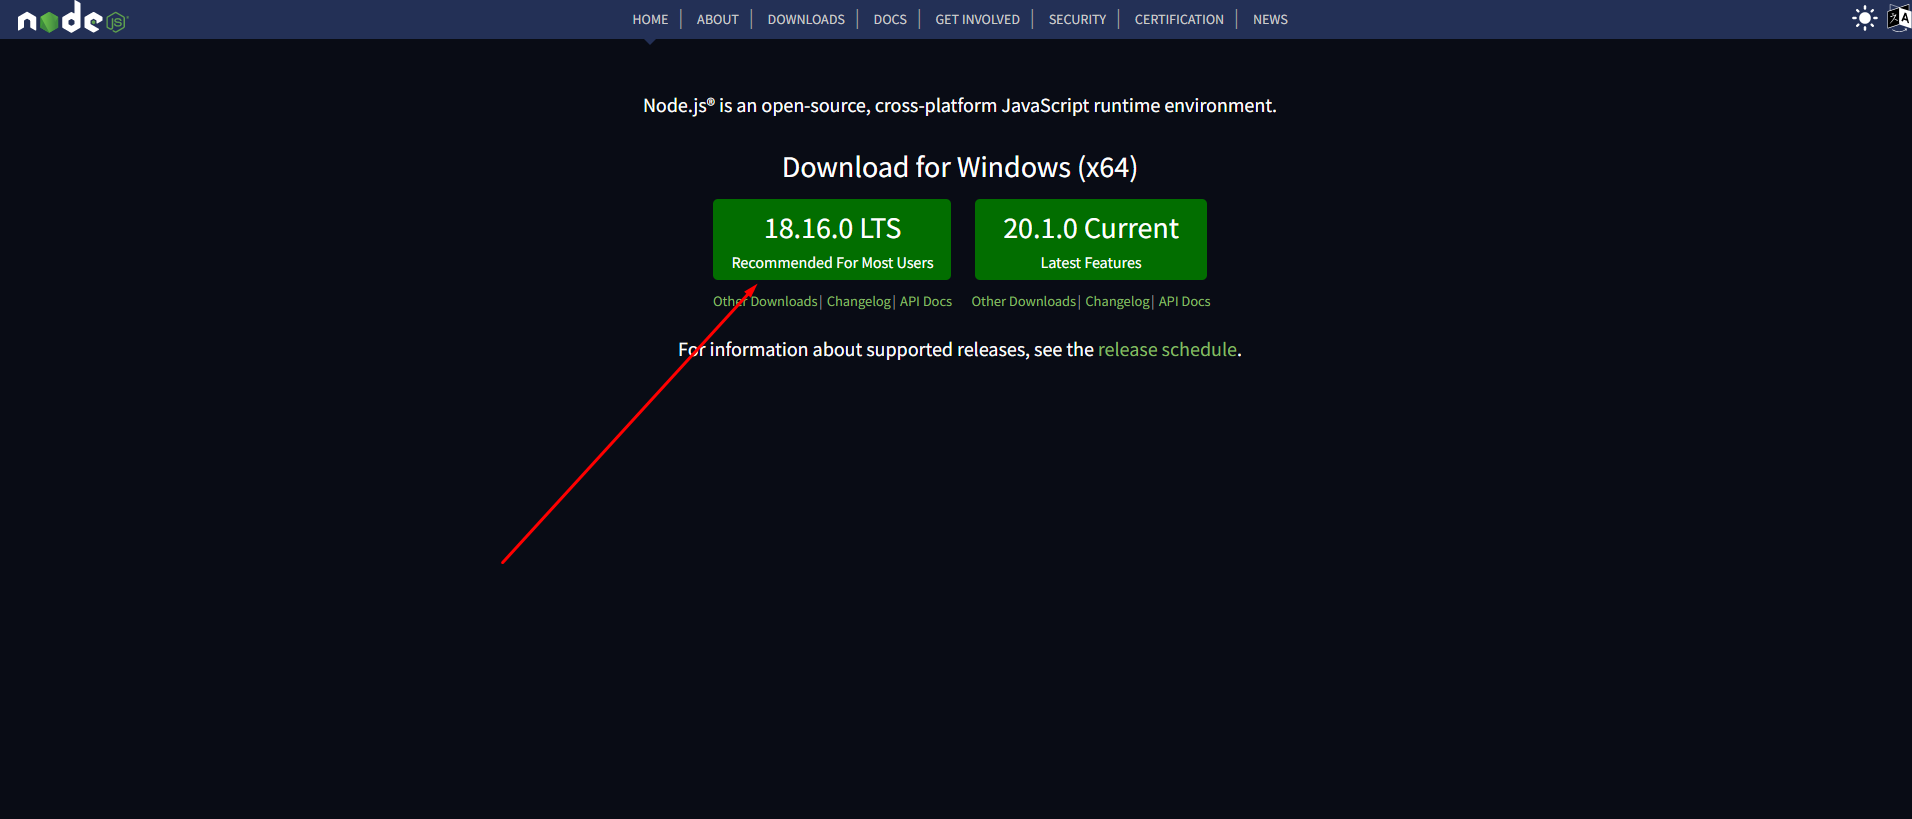 node JS
HOME | ABOUT | DOWNLOADS | DOCS | GET INVOLVED | SECURITY | CERTIFICATION | NEWS
文A
Node.js® is an open-source, cross-platform JavaScript runtime environment.
Download for Windows (x64)
18.16.0 LTS
Recommended For Most Users
20.1.0 Current
Latest Features
Other Downloads | Changelog | API Docs
Other Downloads | Changelog | API Docs
For information about supported releases, see the release schedule.